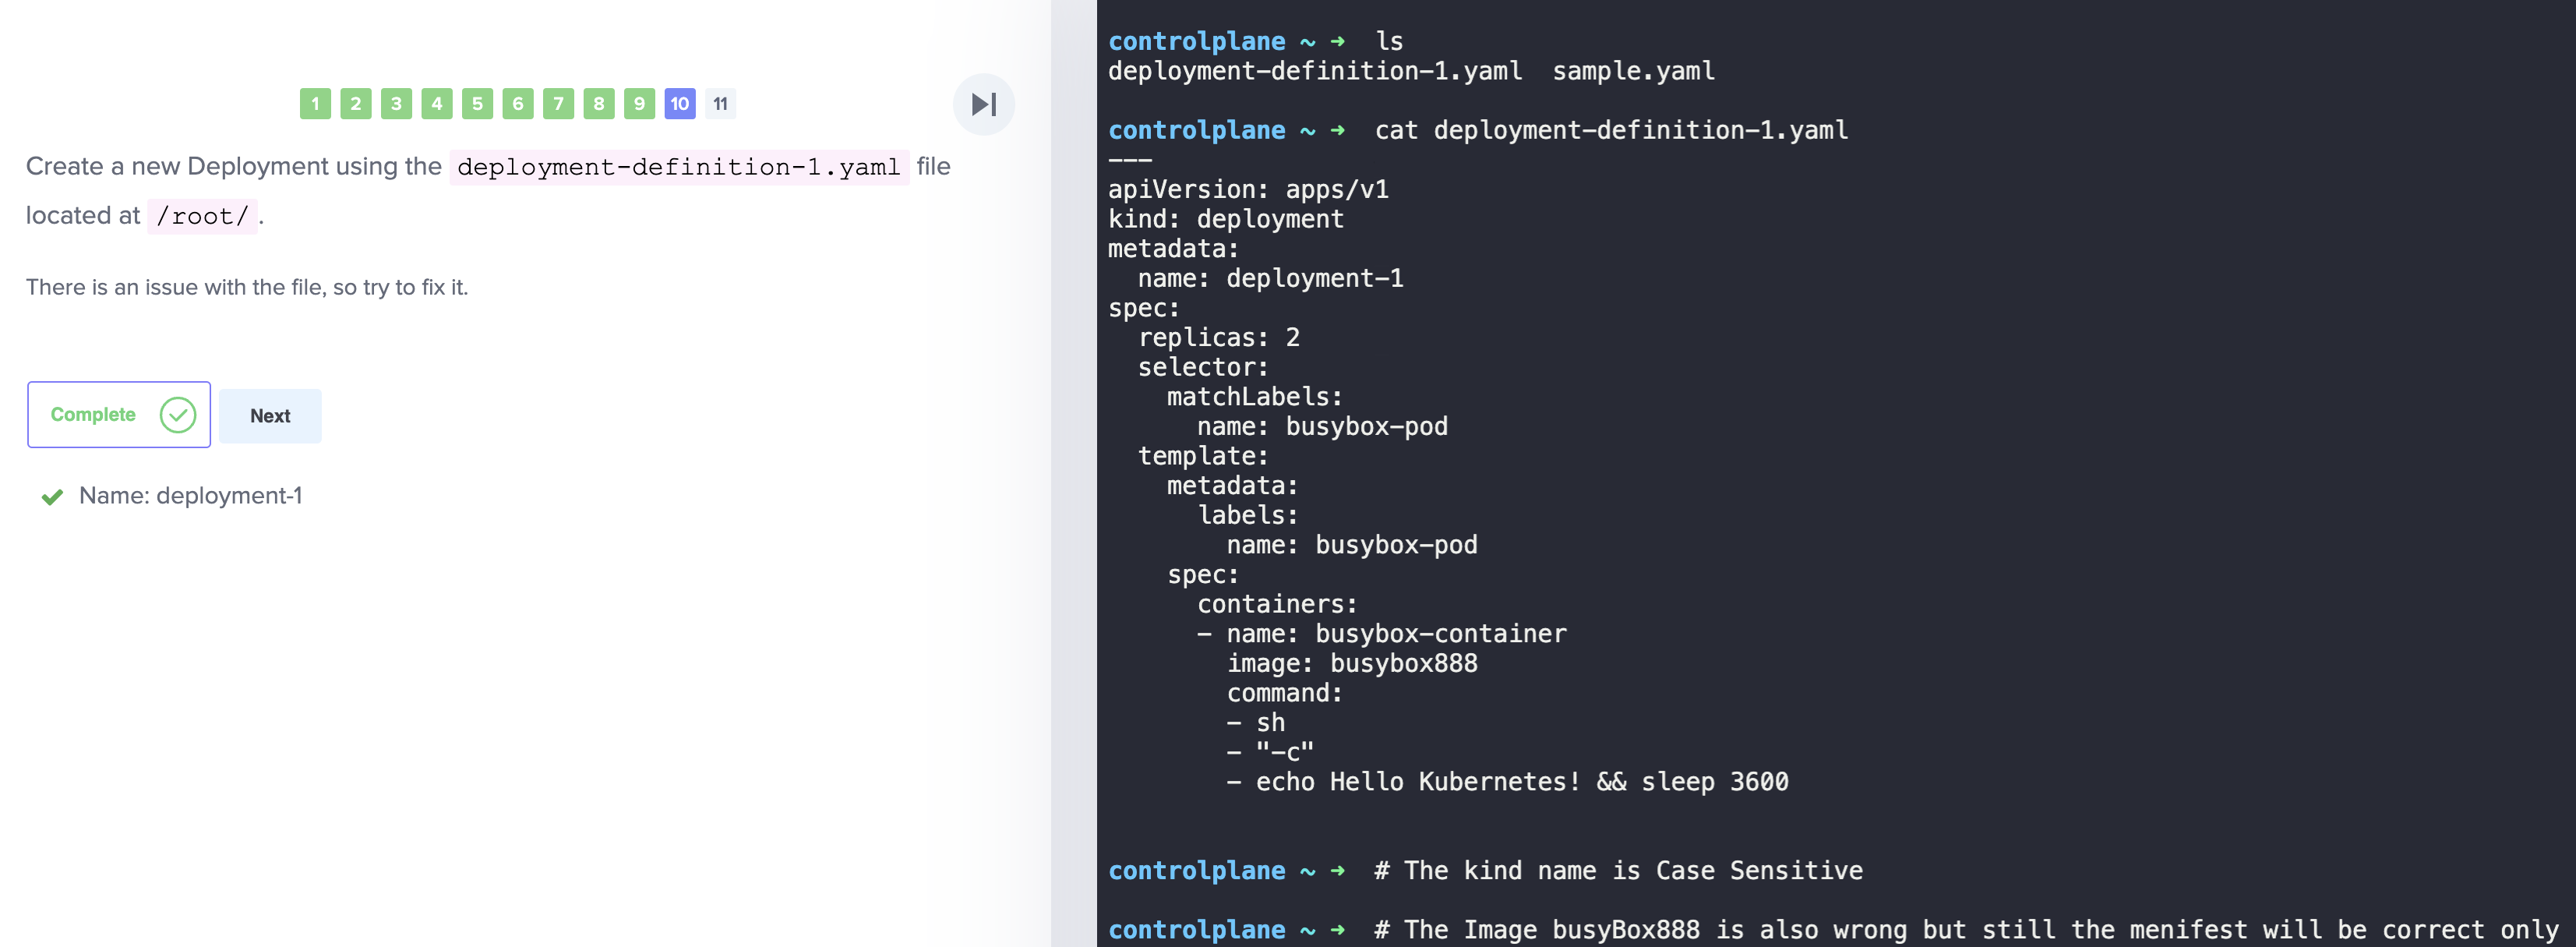 1 2 3 4 5 6 7 8 9 10 11
Create a new Deployment using the deployment-definition-1.yaml file
located at /root/.
There is an issue with the file, so try to fix it.
Complete Next
Name: deployment-1
controlplane ~ ➜  ls
deployment-definition-1.yaml  sample.yaml
controlplane ~ ➜  cat deployment-definition-1.yaml
---
apiVersion: apps/v1
kind: deployment
metadata:
  name: deployment-1
spec:
  replicas: 2
  selector:
    matchLabels:
      name: busybox-pod
  template:
    metadata:
      labels:
        name: busybox-pod
    spec:
      containers:
      - name: busybox-container
        image: busybox888
        command:
        - sh
        - "-c"
        - echo Hello Kubernetes! && sleep 3600
controlplane ~ ➜  # The kind name is Case Sensitive
controlplane ~ ➜  # The Image busyBox888 is also wrong but still the menifest will be correct only